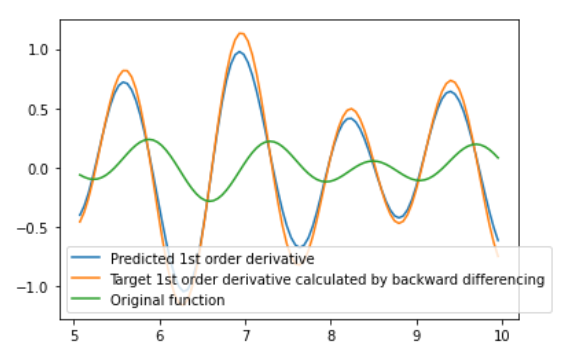 1.0
0.5
0.0
−0.5
−1.0
Predicted 1st order derivative
Target 1st order derivative calculated by backward differencing
Original function
5 6 7 8 9 10